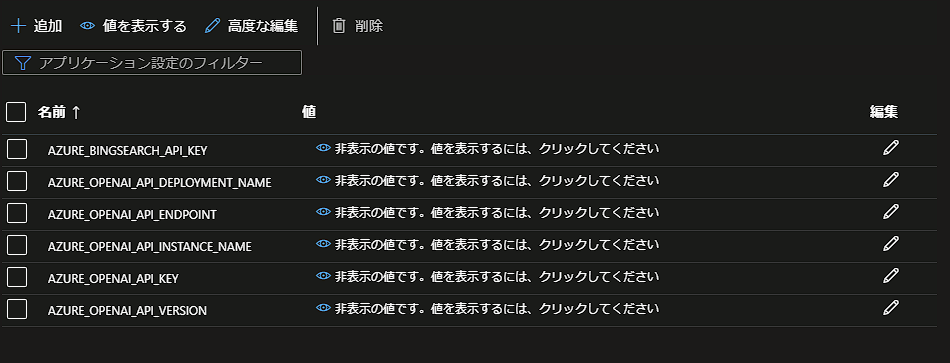 追加 値を表示する 高度な編集 削除
アプリケーション設定のフィルター
名前 ↑ 値 編集
AZURE_BINGSEARCH_API_KEY 非表示の値です。値を表示するには、クリックしてください
AZURE_OPENAI_API_DEPLOYMENT_NAME 非表示の値です。値を表示するには、クリックしてください
AZURE_OPENAI_API_ENDPOINT 非表示の値です。値を表示するには、クリックしてください
AZURE_OPENAI_API_INSTANCE_NAME 非表示の値です。値を表示するには、クリックしてください
AZURE_OPENAI_API_KEY 非表示の値です。値を表示するには、クリックしてください
AZURE_OPENAI_API_VERSION 非表示の値です。値を表示するには、クリックしてください